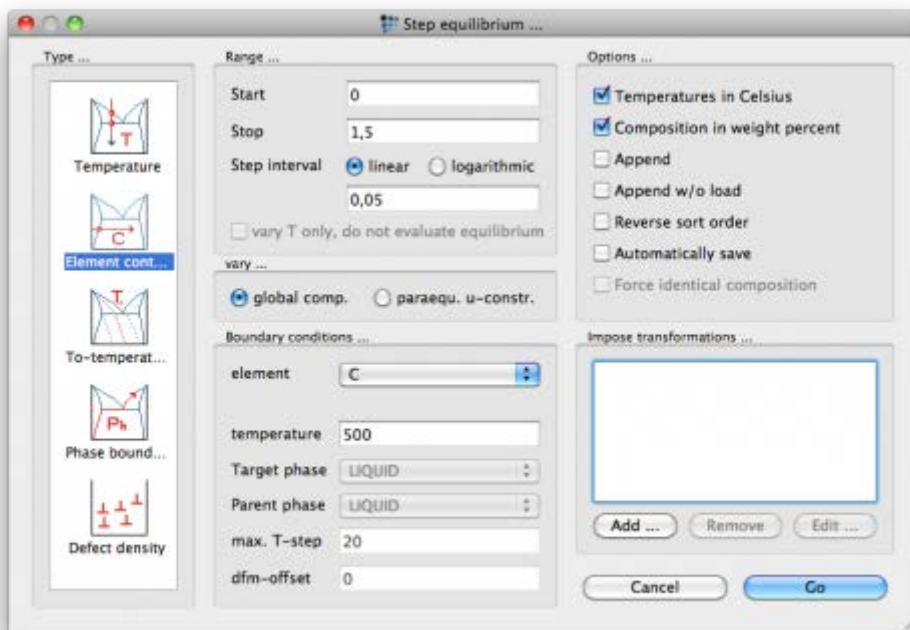 Step equilibrium ...
Type ...
T
Temperature
C
Element cont...
T.
To-temperat...
Ph
Phase bound...
Defect density
Range ...
Start 0
Stop 1,5
Step interval linear logarithmic
0,05
vary T only, do not evaluate equilibrium
vary ...
global comp. paraequ. u-constr.
Boundary conditions ...
element C
temperature 500
Target phase LIQUID
Parent phase LIQUID
max. T-step 20
dfm-offset 0
Options ...
Temperatures in Celsius
Composition in weight percent
Append
Append w/o load
Reverse sort order
Automatically save
Force identical composition
Impose transformations ...
Add ... Remove Edit ...
Cancel Go